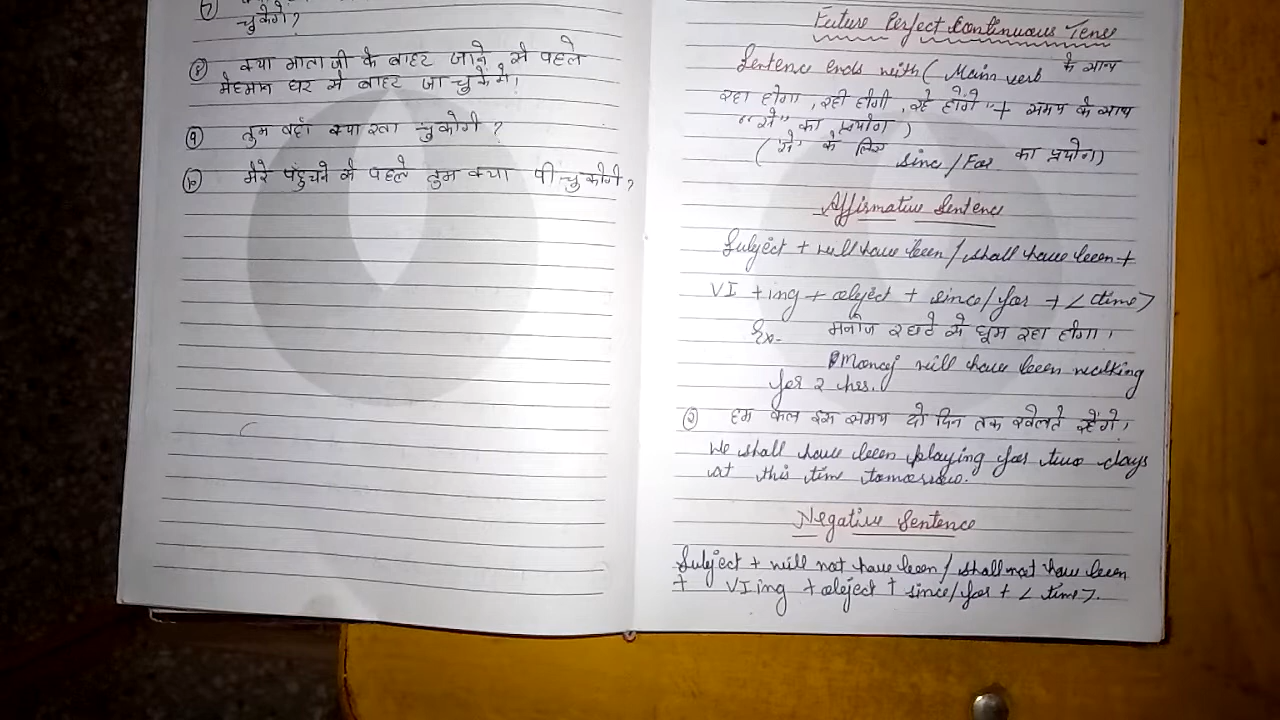 चुकेंगे?
(8) क्या माताजी के बाहर जाने से पहले
मेहमान घर से बाहर जा चुकेंगे!
(9) तुम वहाँ क्या खा चुकोगी?
(10) मेरे पहुंचने से पहले तुम क्या पी चुकोगी?
Future Perfect Continuous Tense
Sentence ends with ( Main verb के साथ
रहा होगा, रही होगी, रहे होंगे" + समय के साथ
"से" का प्रयोग)
(से" के लिए since/For का प्रयोग)
Affirmative Sentence
Subject + will have been / shall have been +
VI + ing + object + since/for + < time >
Ex- मनोज २ घंटे से घूम रहा होगा।
Manoj will have been walking
for 2 hrs.
(2) हम कल इस समय दो दिन तक खेलते रहेंगे।
We shall have been playing for two days
at this time tomorrow.
Negative Sentence
Subject + will not have been / shall not have been
+ VI ing + object + since/for + < time >.